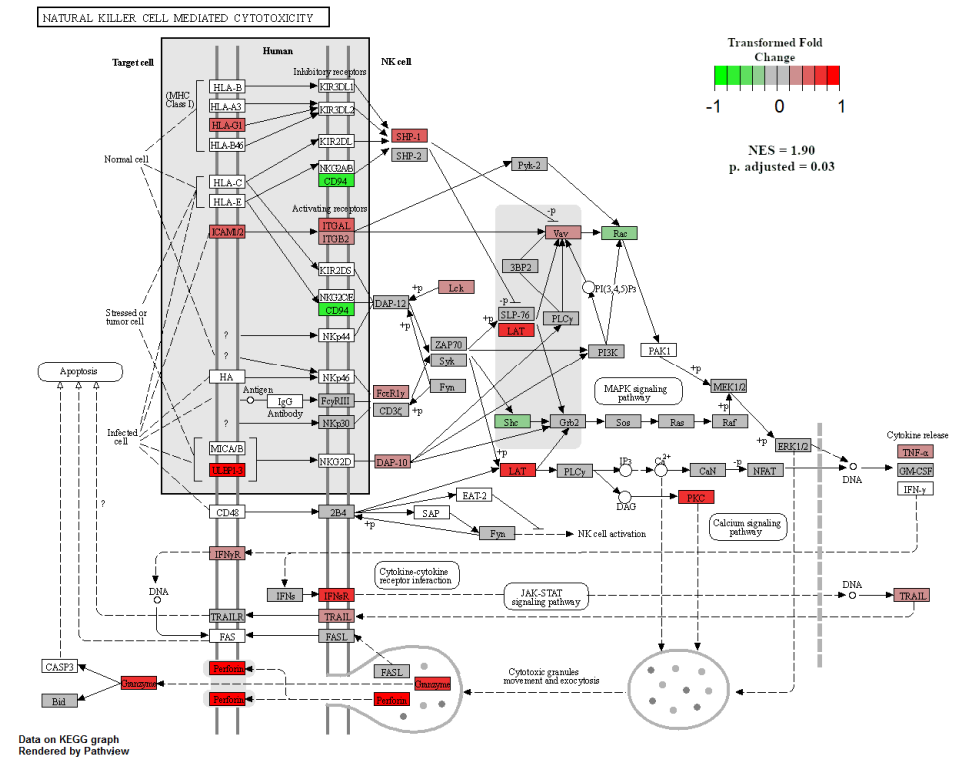 NATURAL KILLER CELL MEDIATED CYTOTOXICITY
Transformed Fold
Change
-1
0
1
NES = 1.90
p. adjusted = 0.03
Target cell
Human
NK cell
Inhibitory receptors
(MHC
Class I)
HLA-B
KIR3DL1
HLA-A3
KIR3DL2
HLA-G1
HLA-B46
KIR2DL
SHP-1
SHP-2
Normal cell
NKG2A/B
CD94
Pyk-2
HLA-C
HLA-E
Activating receptors
ICAM1/2
ITGAL
ITGB2
-p
Vav
Rac
KIR2DS
3BP2
NKG2C/E
CD94
DAP-12
+p
Lck
PI(3,4,5)P3
-p
SLP-76
PLCγ
LAT
Stressed or
tumor cell
?
NKp44
+p
+p
ZAP70
Syk
PI3K
PAK1
?
Apoptosis
HA
NKp46
Fyn
+p
MEK1/2
MAPK signaling
pathway
Antigen
IgG
Antibody
FcεR1γ
FcγRIII
CD3ζ
+p
+p
?
NKp30
Shc
Grb2
Sos
Ras
Raf
Infected
cell
+p
ERK1/2
MICA/B
ULBP1-3
NKG2D
DAP-10
+p
LAT
PLCγ
IP3
Ca2+
CaN
-p
NFAT
DNA
Cytokine release
TNF-α
GM-CSF
IFN-γ
DAG
PKC
?
EAT-2
CD48
2B4
SAP
+p
Fyn
NK cell activation
Calcium signaling
pathway
IFNγR
Cytokine-cytokine
receptor interaction
DNA
IFNs
IFNsR
JAK-STAT
signaling pathway
DNA
TRAIL
TRAILR
TRAIL
FAS
FASL
CASP3
Perforin
FASL
Cytotoxic granules
movement and exocytosis
Granzyme
Granzyme
Bid
Perforin
Perforin
Data on KEGG graph
Rendered by Pathview